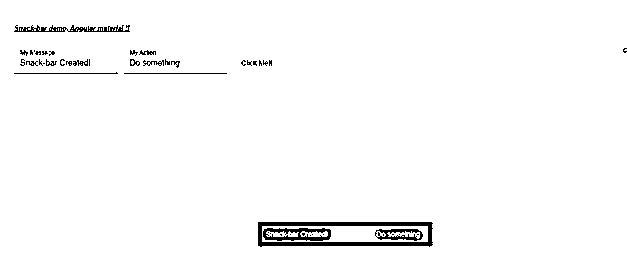 Snack-bar demo, Angular material !!
My Message My Action
Snack-bar Created! Do something Click Me!!
Snack-bar Created! Do something